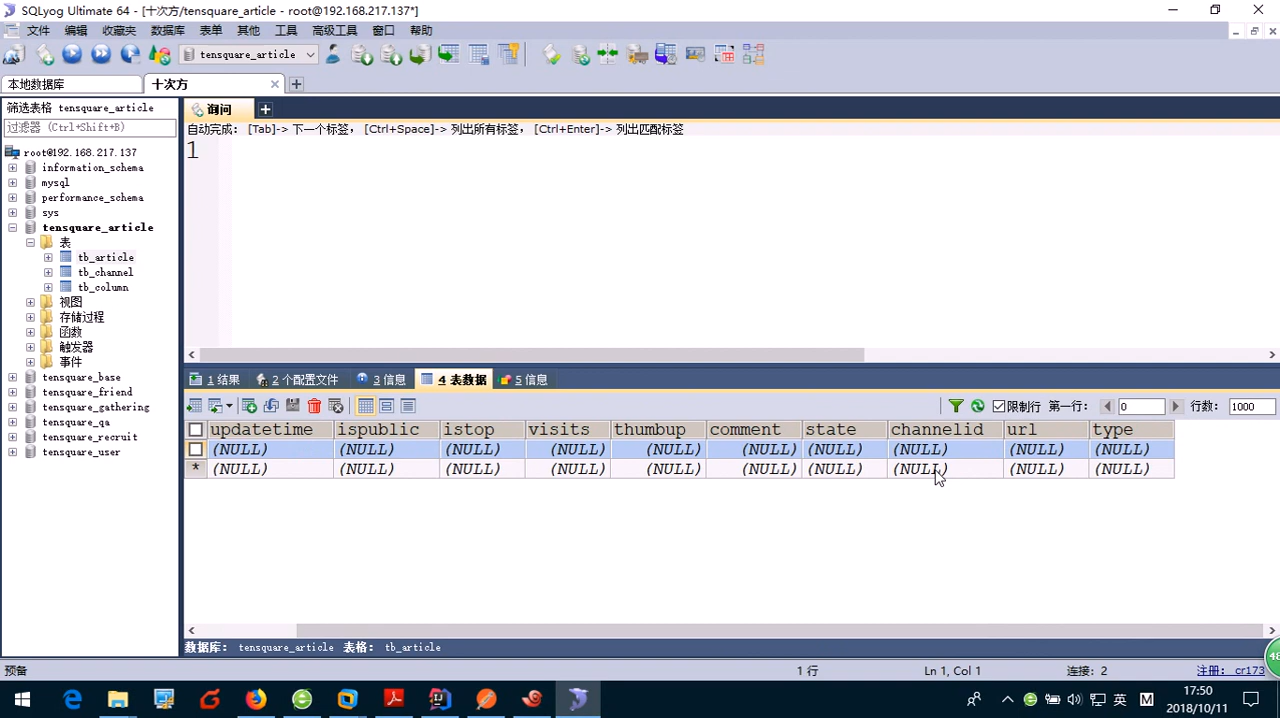 SQLyog Ultimate 64 - [十次方/tensquare_article - root@192.168.217.137*]
文件 编辑 收藏夹 数据库 表单 其他 工具 高级工具 窗口 帮助
tensquare_article
本地数据库 十次方
筛选表格 tensquare_article
过滤器 (Ctrl+Shift+B)
root@192.168.217.137
information_schema
mysql
performance_schema
sys
tensquare_article
表
tb_article
tb_channel
tb_column
视图
存储过程
函数
触发器
事件
tensquare_base
tensquare_friend
tensquare_gathering
tensquare_qa
tensquare_recruit
tensquare_user
询问
自动完成: [Tab]-> 下一个标签, [Ctrl+Space]-> 列出所有标签, [Ctrl+Enter]-> 列出匹配标签
1
1 结果 2 个配置文件 3 信息 4 表数据 5 信息
限制行 第一行: 0 行数: 1000
updatetime ispublic istop visits thumbup comment state channelid url type
(NULL) (NULL) (NULL) (NULL) (NULL) (NULL) (NULL) (NULL) (NULL) (NULL)
* (NULL) (NULL) (NULL) (NULL) (NULL) (NULL) (NULL) (NULL) (NULL) (NULL)
数据库: tensquare_article 表格: tb_article
预备 1 行 Ln 1, Col 1 连接: 2 注册: cr173
48
英 M 17:50
2018/10/11